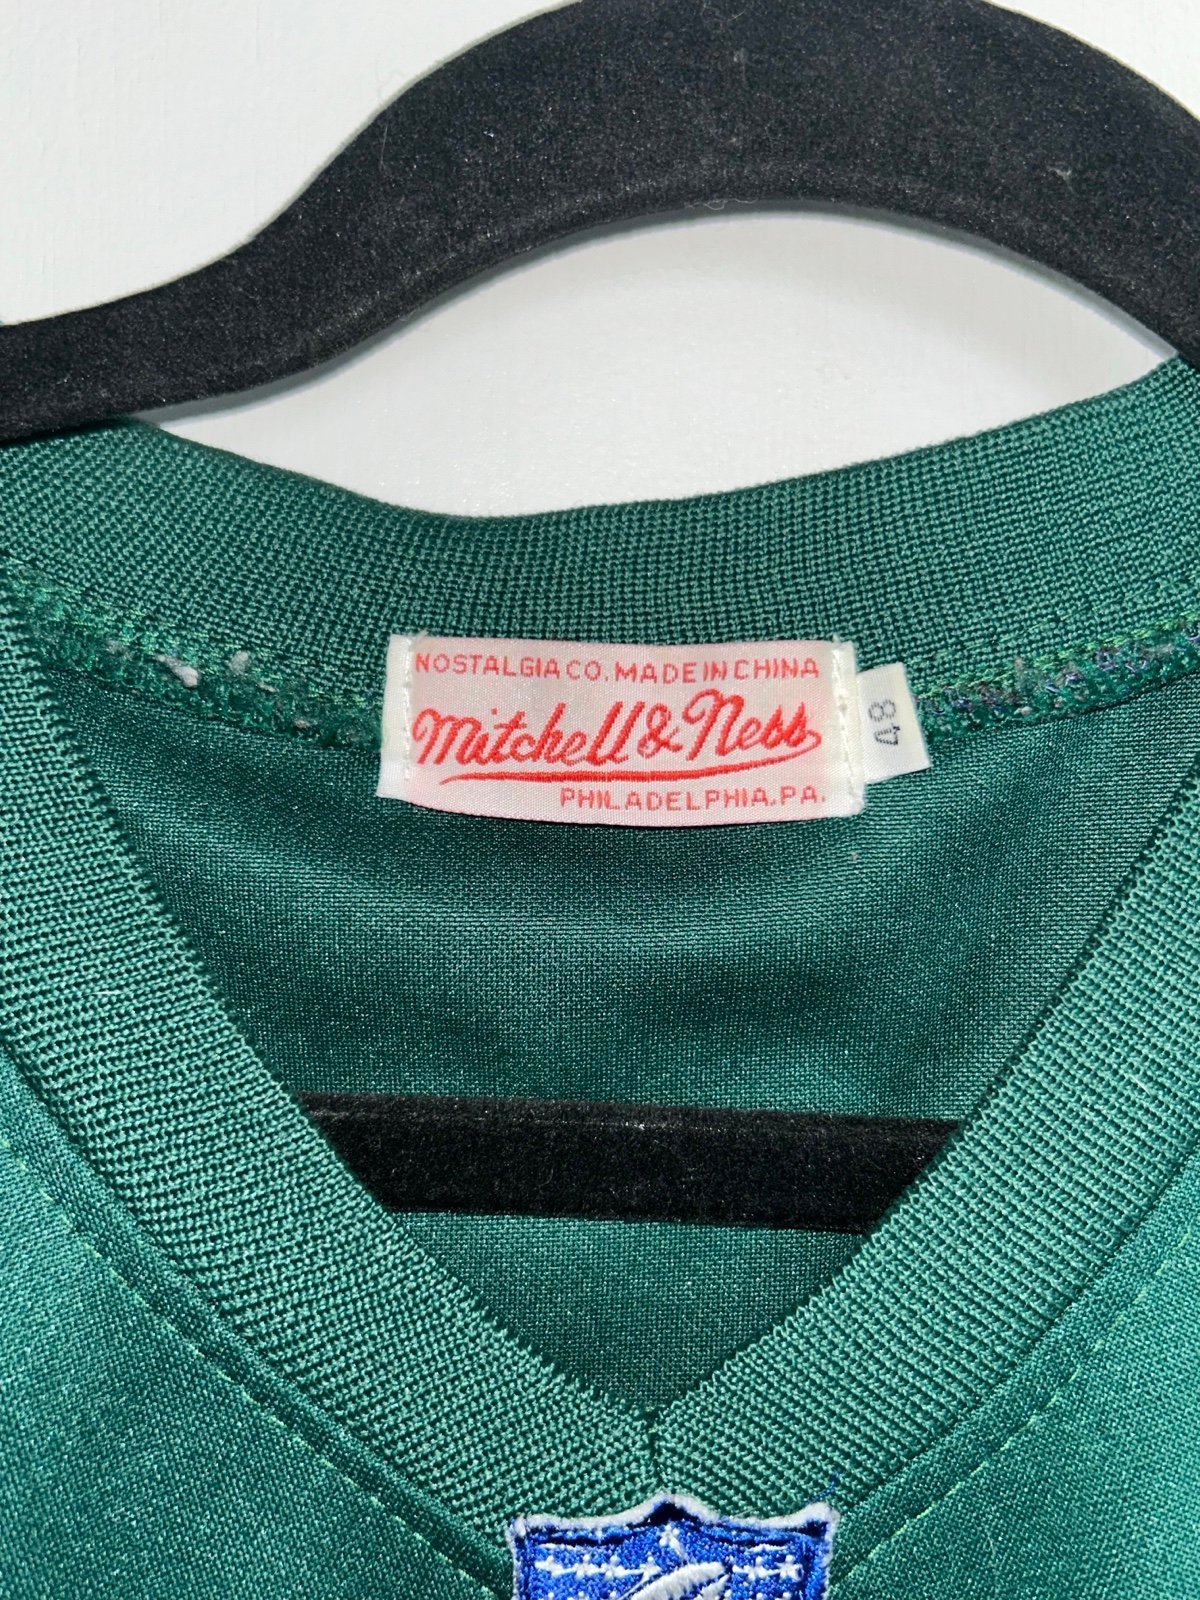 NOSTALGIA CO. MADE IN CHINA
Mitchell & Ness
PHILADELPHIA, PA.
48